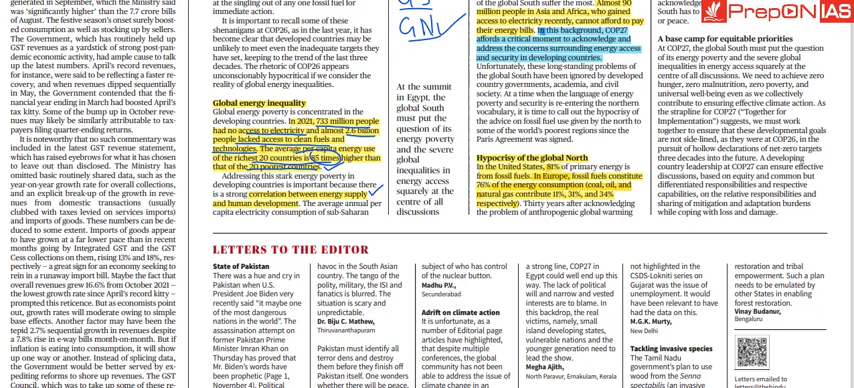 generated in September, which the Ministry said
was 'significantly higher' than the 7.7 crore bills
of August. The festive season's onset surely boost-
ed consumption as well as stocking up by sellers.
The Government, which has routinely held up
GST revenues as a yardstick of strong post-pan-
demic economic activity, had ample cause to talk
up the latest numbers. April's record revenues,
for instance, were said to be reflecting a faster re-
covery, and when revenues dipped sequentially
in May, the Government contended that the fi-
nancial year ending in March had boosted April's
tax kitty. Some of the bump up in October reve-
nues may likely be similarly attributable to tax-
payers filing quarter-ending returns.
It is noteworthy that no such commentary was
included in the latest GST revenue statement,
which has raised eyebrows for what it has chosen
to leave out than disclosed. The Ministry has
omitted basic routinely shared data, such as the
year-on-year growth rate for overall collections,
and an explicit break-up of the growth in reve-
nues from domestic transactions (usually
clubbed with taxes levied on services imports)
and imports of goods. These numbers can be de-
duced to some extent. Imports of goods appear
to have grown at a far lower pace than in recent
months going by Integrated GST and the GST
Cess collections on them, rising 13% and 18%, res-
pectively – a great sign for an economy seeking to
rein in a runaway import bill. Maybe the fact that
overall revenues grew 16.6% from October 2021 –
the lowest growth rate since April's record kitty –
prompted this reticence. But as economists point
out, growth rates will moderate owing to simple
base effects. Another factor may have been the
tepid 2.7% sequential growth in revenues despite
a 7.8% rise in e-way bills month-on-month. But if
inflation is eating into consumption, it will show
up one way or another. Instead of splicing data,
the Government would be better served by ex-
pediting reforms to shore up revenues. The GST
Council, which was to take up some of these re-
at the singling out of any one fossil fuel for
immediate action.
It is important to recall some of these
shenanigans at COP26 as, in the last year, it has
become clear that developed countries may be
unlikely to meet even the inadequate targets they
have set, keeping to the trend of the last three
decades. The rhetoric of COP26 appears
unconscionably hypocritical if we consider the
reality of global energy inequalities.
Global energy inequality
Global energy poverty is concentrated in the
developing countries. In 2021, 733 million people
had no access to electricity and almost 2.6 billion
people lacked access to clean fuels and
technologies. The average per capita energy use
of the richest 20 countries is 85 times higher than
that of the 20 poorest countries.
Addressing this stark energy poverty in
developing countries is important because there
is a strong correlation between energy supply
and human development. The average annual per
capita electricity consumption of sub-Saharan
GNL
At the summit
in Egypt, the
global South
must put the
question of its
energy poverty
and the severe
global
inequalities in
energy access
squarely at the
centre of all
discussions
of the global South suffer the most. Almost 90
million people in Asia and Africa, who gained
access to electricity recently, cannot afford to pay
their energy bills. In this background, COP27
affords a critical moment to acknowledge and
address the concerns surrounding energy access
and security in developing countries.
Unfortunately, these long-standing problems of
the global South have been ignored by developed
country governments, academia, and civil
society. At a time when the language of energy
poverty and security is re-entering the northern
vocabulary, it is time to call out the hypocrisy of
the advice on fossil fuel use given by the north to
some of the world's poorest regions since the
Paris Agreement was signed.
Hypocrisy of the global North
In the United States, 81% of primary energy is
from fossil fuels. In Europe, fossil fuels constitute
76% of the energy consumption (coal, oil, and
natural gas contribute 11%, 31%, and 34%
respectively). Thirty years after acknowledging
the problem of anthropogenic global warming
South has to
or peace.
PrepON IAS
A base camp for equitable priorities
At COP27, the global South must put the question
of its energy poverty and the severe global
inequalities in energy access squarely at the
centre of all discussions. We need to achieve zero
hunger, zero malnutrition, zero poverty, and
universal well-being even as we collectively
contribute to ensuring effective climate action. As
the strapline for COP27 ("Together for
Implementation") suggests, we must work
together to ensure that these developmental goals
are not side-lined, as they were at COP26, in the
pursuit of hollow declarations of net-zero targets
three decades into the future. A developing
country leadership at COP27 can ensure effective
discussions, based on equity and common but
differentiated responsibilities and respective
capabilities, on the relative responsibilities and
sharing of mitigation and adaptation burdens
while coping with loss and damage.
LETTERS TO THE EDITOR
State of Pakistan
There was a hue and cry in
Pakistan when U.S.
President Joe Biden very
recently said "it maybe one
of the most dangerous
nations in the world". The
assassination attempt on
former Pakistan Prime
Minister Imran Khan on
Thursday has proved that
Mr. Biden's words have
been prophetic (Page 1,
November 4). Political
havoc in the South Asian
country. The tango of the
polity, military, the ISI and
fanatics is blurred. The
situation is scary and
unpredictable.
Dr. Biju C. Mathew,
Thiruvananthapuram
Pakistan must identify all
terror dens and destroy
them before they finish off
Pakistan itself. One wonders
whether there will be peace.
subject of who has control
of the nuclear button.
Madhu P.V.,
Secunderabad
Adrift on climate action
It is unfortunate, as a
number of Editorial page
articles have highlighted,
that despite multiple
conferences, the global
community has not been
able to address the issue of
climate change in an
a strong line, COP27 in
Egypt could well end up this
way. The lack of political
will and narrow and vested
interests are to blame. In
this backdrop, the real
victims, namely, small
island developing states,
vulnerable nations and the
younger generation need to
lead the show.
Megha Ajith,
North Paravur, Ernakulam, Kerala
not highlighted in the
CSDS-Lokniti series on
Gujarat was the issue of
unemployment. It would
have been relevant to have
had the data on this.
M.G.K. Murty,
New Delhi
Tackling invasive species
The Tamil Nadu
government's plan to use
wood from the Senna
spectabilis (an invasive
restoration and tribal
empowerment. Such a plan
needs to be emulated by
other States in enabling
forest restoration.
Vinay Budanur,
Bengaluru
Letters emailed to